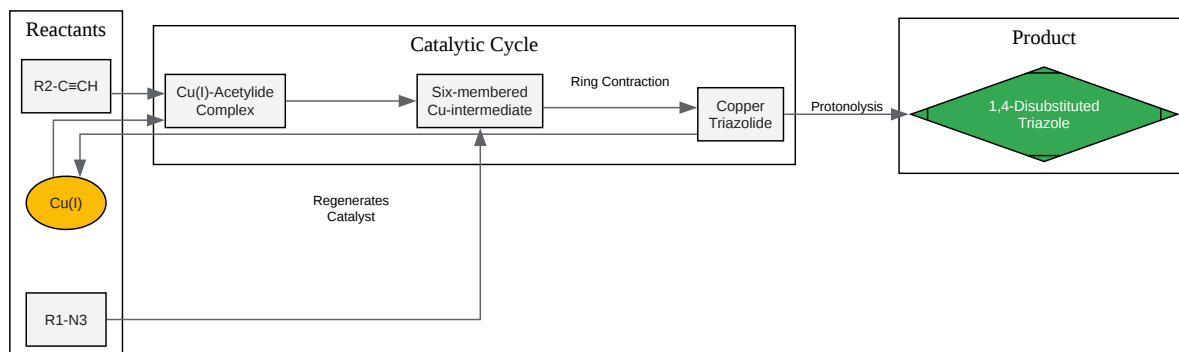 Reactants
R2-C≡CH
Cu(I)
R1-N3
Catalytic Cycle
Cu(I)-Acetylide
Complex
Six-membered
Cu-intermediate
Ring Contraction
Copper
Triazolide
Regenerates
Catalyst
Protonolysis
Product
1,4-Disubstituted
Triazole